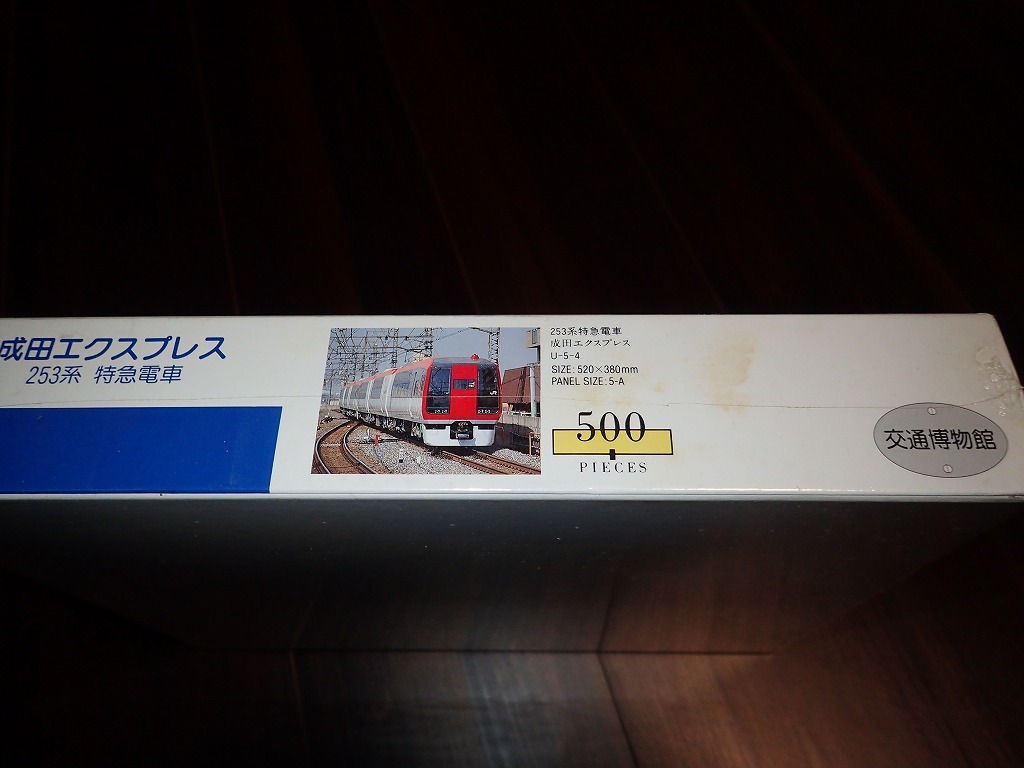 成田エクスプレス
253系 特急電車
253系特急電車
成田エクスプレス
U-5-4
SIZE: 520×380mm
PANEL SIZE: 5-A
500
PIECES
交通博物館